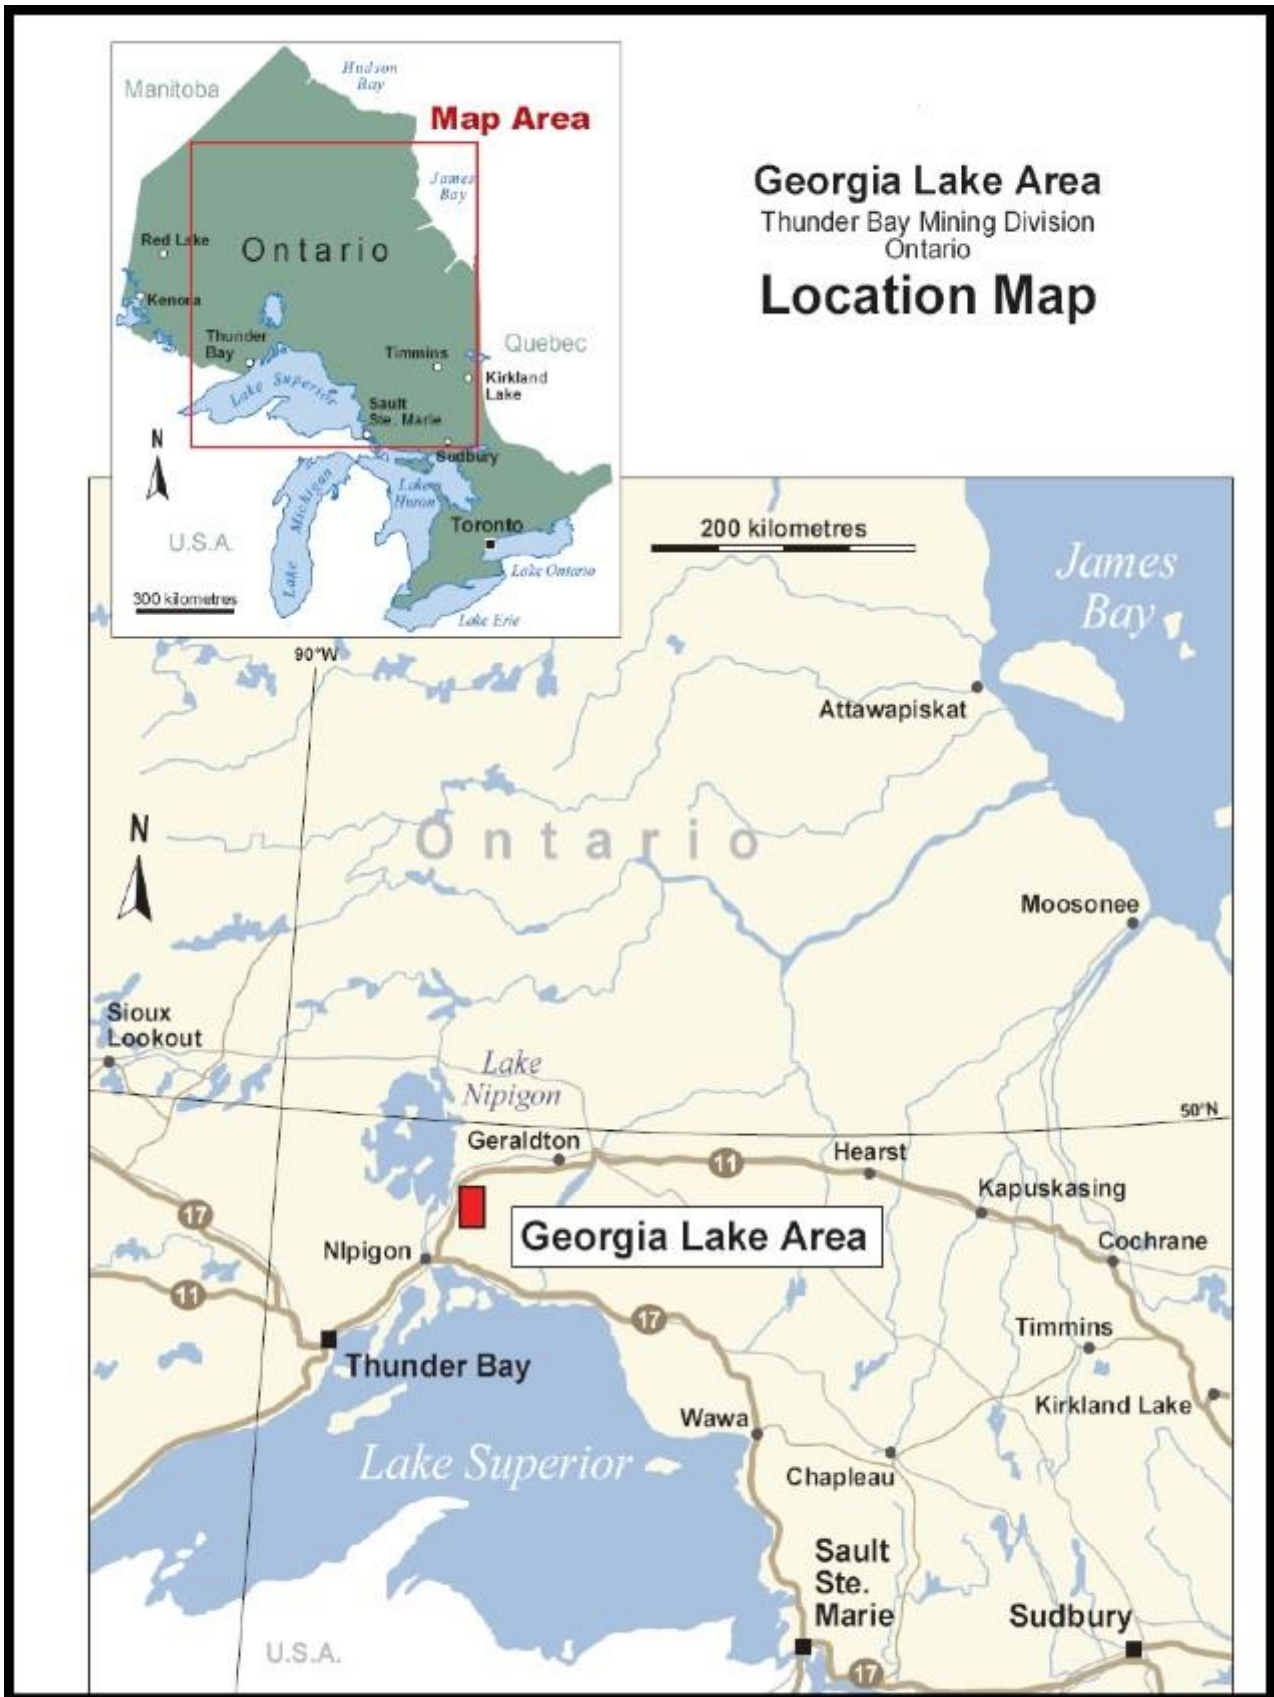 Manitoba
Hudson
Bay
Map Area
James
Bay
Red Lake
Ontario
Kenora
Thunder
Bay
Timmins
Quebec
Kirkland
Lake
Lake Superior
Sault
Ste. Marie
N
Sudbury
Lake Michigan
Lake
Huron
U.S.A.
Toronto
Lake Ontario
300 kilometres
Lake Erie
Georgia Lake Area
Thunder Bay Mining Division
Ontario
Location Map
200 kilometres
James
Bay
90°W
Attawapiskat
N
Ontario
Moosonee
Sioux
Lookout
Lake
Nipigon
50°N
Geraldton
11
Hearst
Kapuskasing
17
Georgia Lake Area
NIpigon
Cochrane
11
17
Timmins
Thunder Bay
Kirkland Lake
Wawa
Lake Superior
Chapleau
Sault
Ste.
Marie
Sudbury
U.S.A.
17